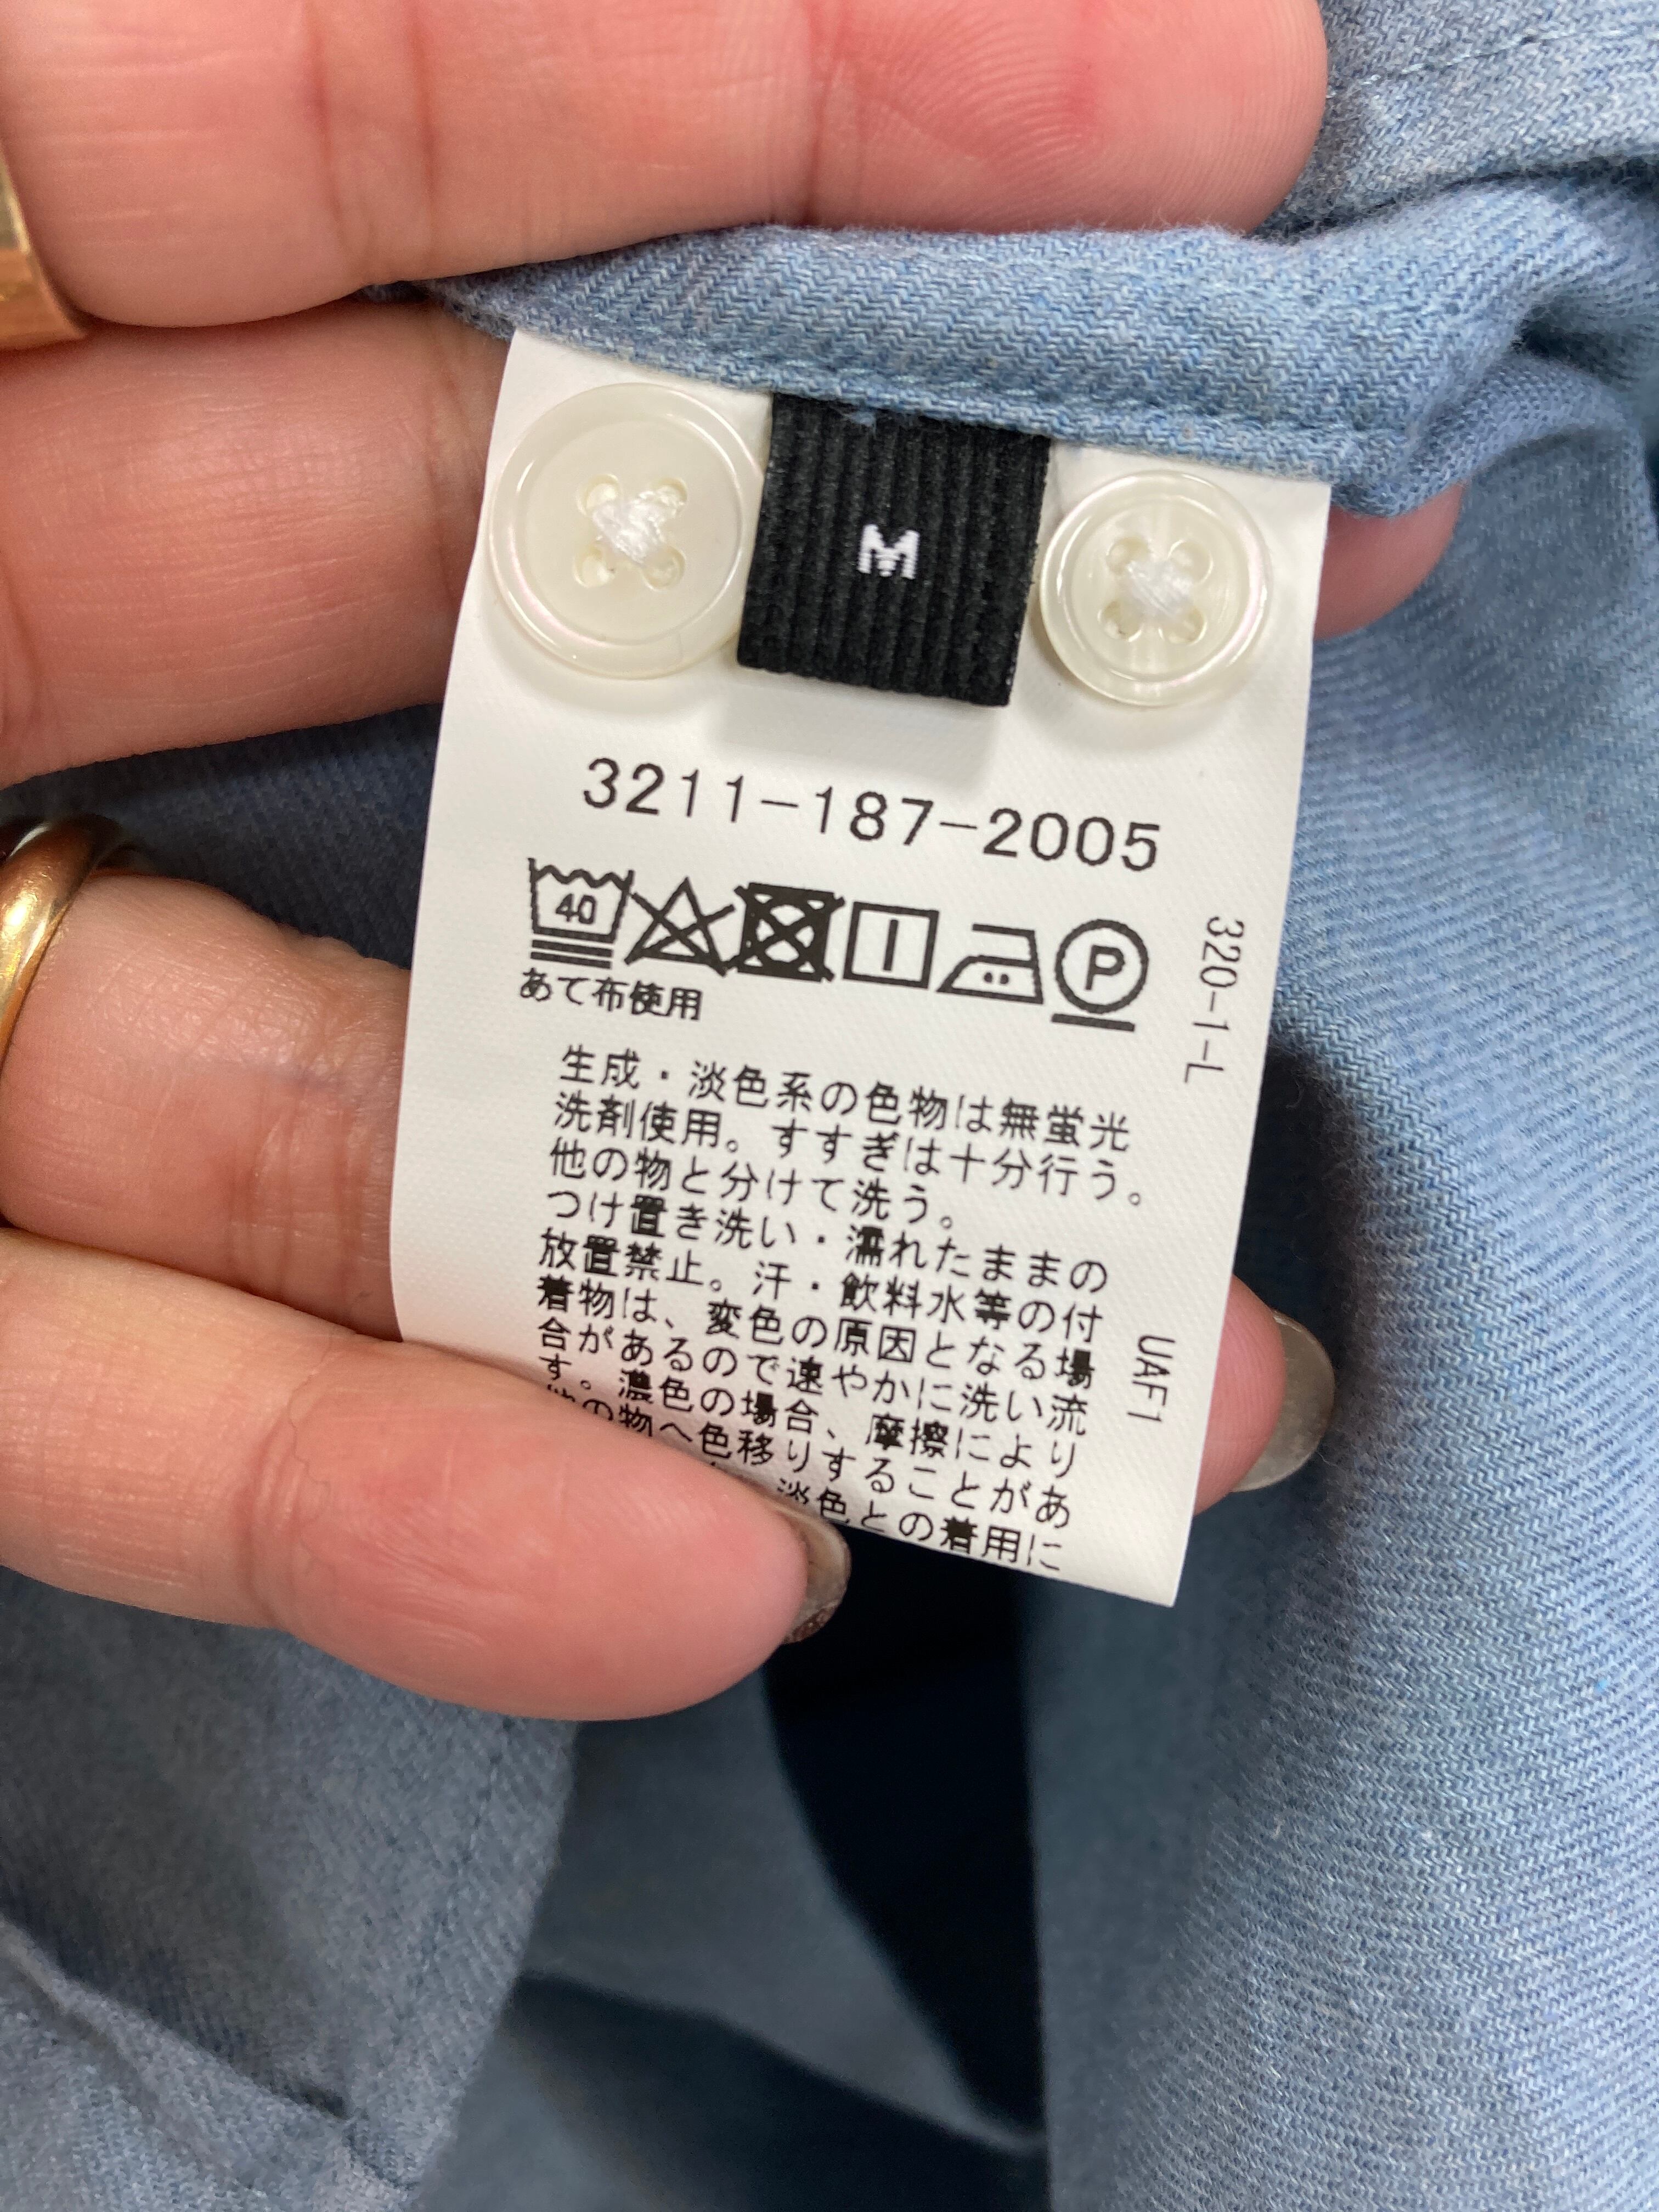 M
3211-187-2005
40
P
あて布使用
320-1-L
生成・淡色系の色物は無蛍光
洗剤使用。すすぎは十分行う。
他の物と分けて洗う。
つけ置き洗い・濡れたままの
放置禁止。汗・飲料水等の付
着物は、変色の原因となる場
合があるので速やかに洗い流
す。濃色の場合、摩擦により
他の物へ色移りすることがあ
淡色との着用に
UAF1